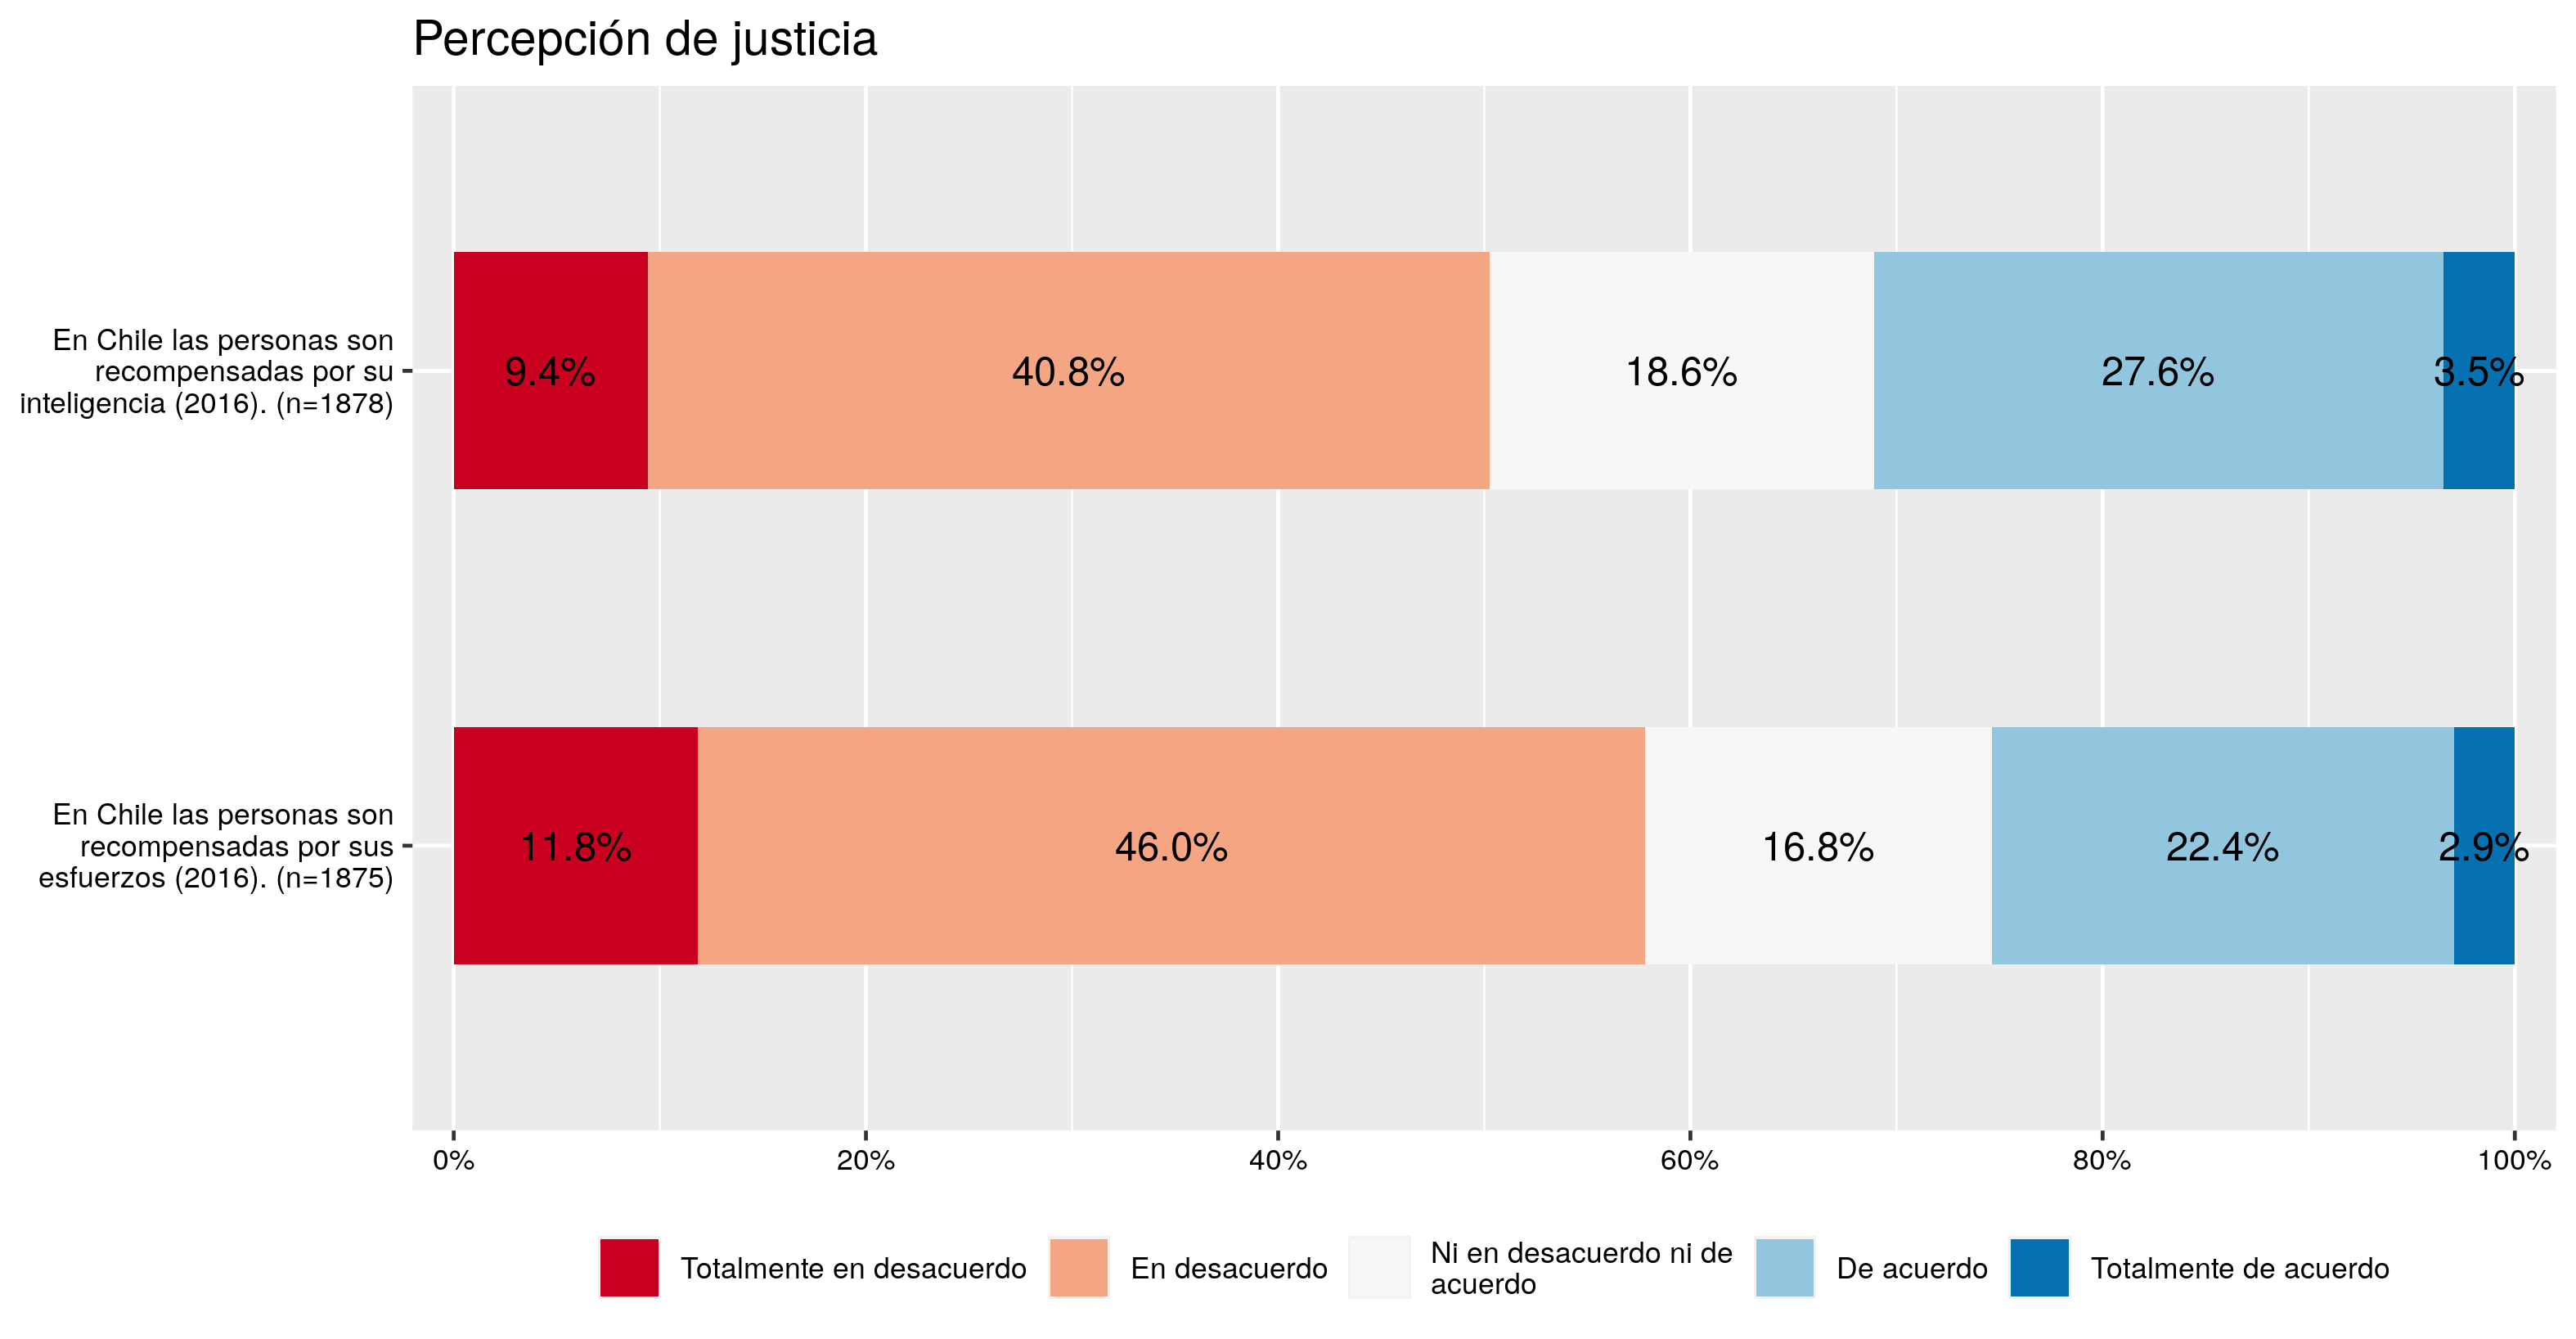 Percepción de justicia
En Chile las personas son
recompensadas por su
inteligencia (2016). (n=1878)
9.4%
40.8%
18.6%
27.6%
3.5%
En Chile las personas son
recompensadas por sus
esfuerzos (2016). (n=1875)
11.8%
46.0%
16.8%
22.4%
2.9%
0%
20%
40%
60%
80%
100%
Totalmente en desacuerdo
En desacuerdo
Ni en desacuerdo ni de
acuerdo
De acuerdo
Totalmente de acuerdo